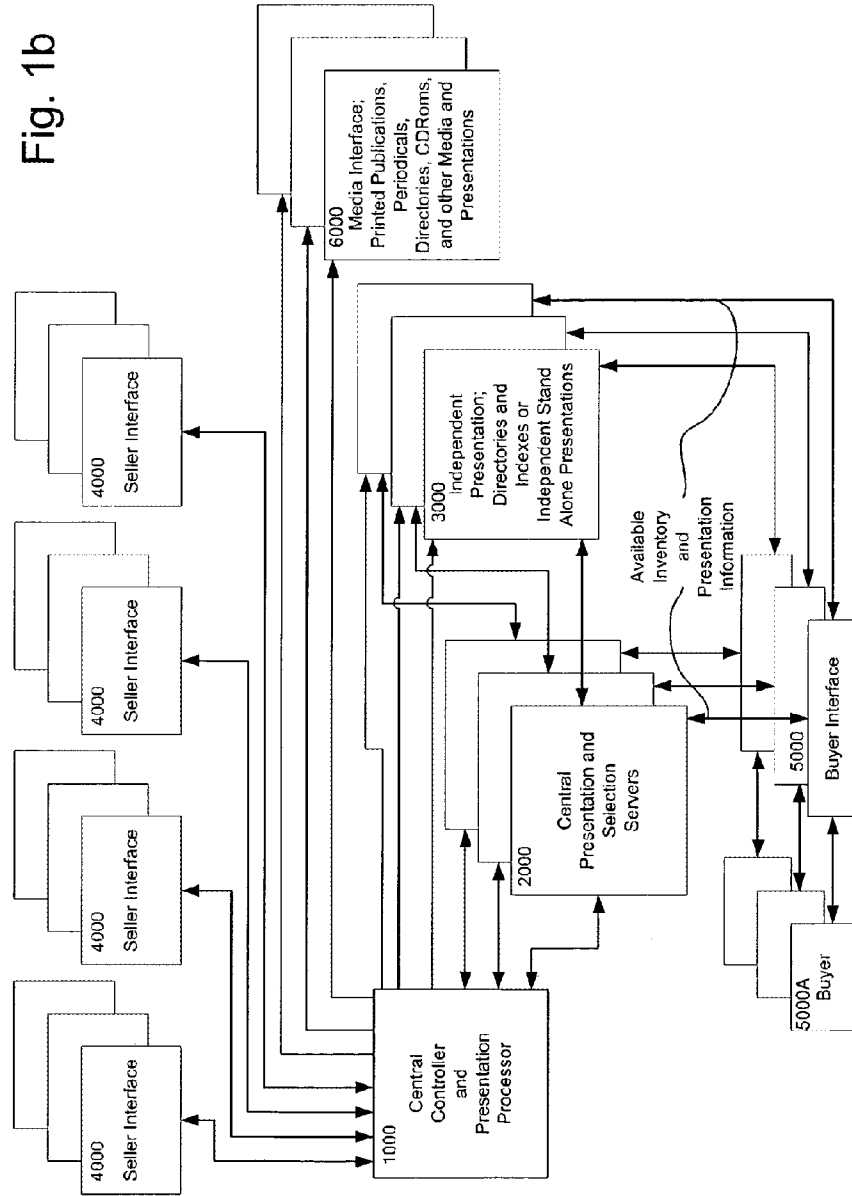 Fig. 1b
4000
Seller Interface
4000
Seller Interface
4000
Seller Interface
4000
Seller Interface
6000
Media Interface;
Printed Publications,
Periodicals,
Directories, CDRoms,
and other Media and
Presentations
3000
Independent
Presentation;
Directories and
Indexes or
Independent Stand
Alone Presentations
1000
Central
Controller
and
Presentation
Processor
2000
Central
Presentation and
Selection
Servers
Available
Inventory
and
Presentation
Information
5000
Buyer Interface
5000A
Buyer